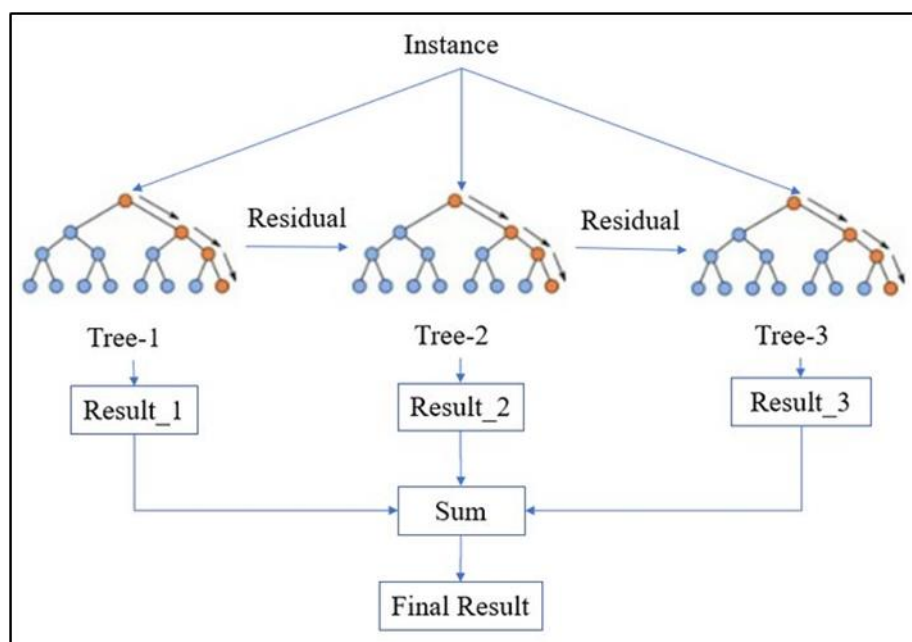 Instance
Residual
Residual
Tree-1
Tree-2
Tree-3
Result_1
Result_2
Result_3
Sum
Final Result